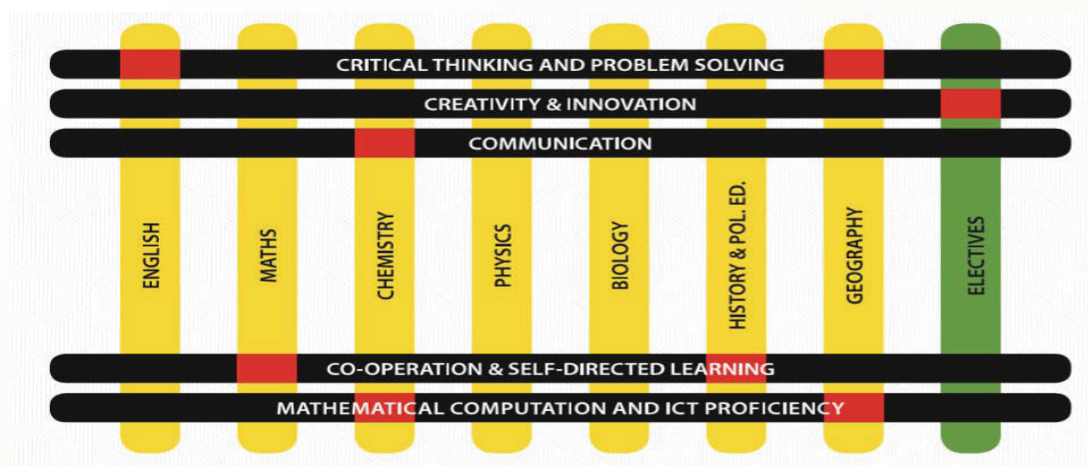 CRITICAL THINKING AND PROBLEM SOLVING
CREATIVITY & INNOVATION
COMMUNICATION
ENGLISH
MATHS
CHEMISTRY
PHYSICS
BIOLOGY
HISTORY & POL. ED.
GEOGRAPHY
ELECTIVES
CO-OPERATION & SELF-DIRECTED LEARNING
MATHEMATICAL COMPUTATION AND ICT PROFICIENCY